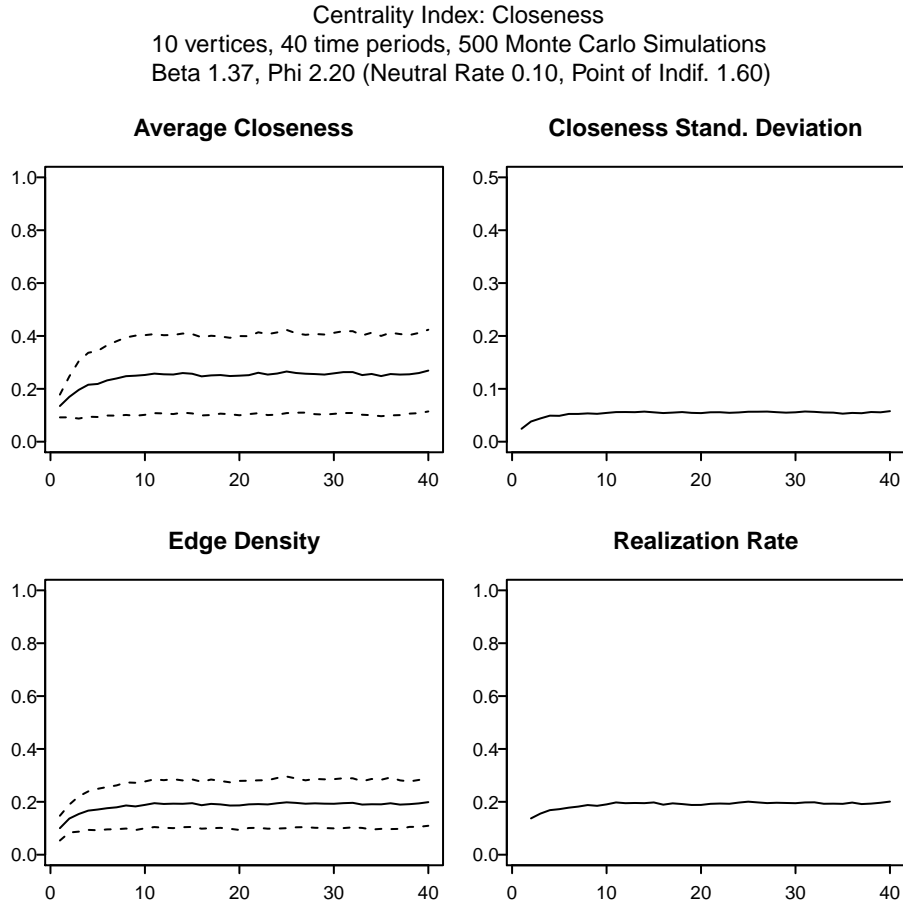 Centrality Index: Closeness
10 vertices, 40 time periods, 500 Monte Carlo Simulations
Beta 1.37, Phi 2.20 (Neutral Rate 0.10, Point of Indif. 1.60)
Average Closeness
1.0
0.8
0.6
0.4
0.2
0.0
0 10 20 30 40
Closeness Stand. Deviation
0.5
0.4
0.3
0.2
0.1
0.0
0 10 20 30 40
Edge Density
1.0
0.8
0.6
0.4
0.2
0.0
0 10 20 30 40
Realization Rate
1.0
0.8
0.6
0.4
0.2
0.0
0 10 20 30 40